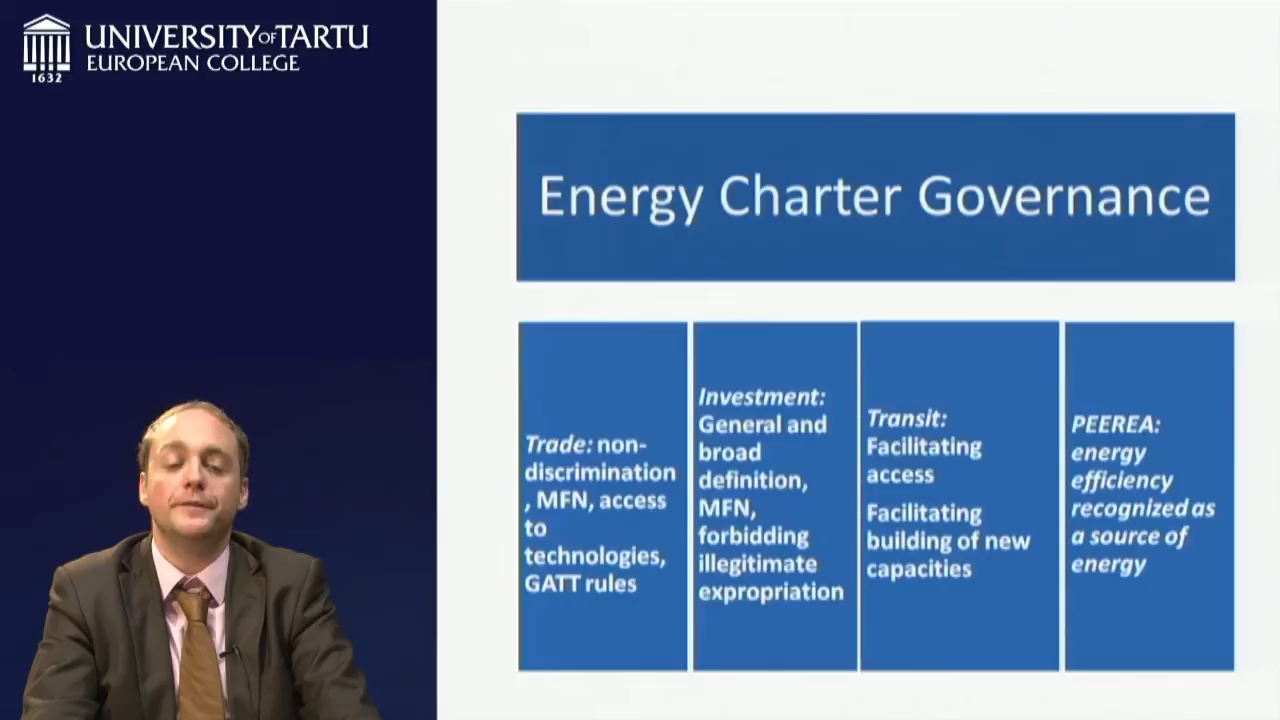 UNIVERSITY OF TARTU
EUROPEAN COLLEGE
1632
Energy Charter Governance
Trade: non-
discrimination
, MFN, access
to
technologies,
GATT rules
Investment:
General and
broad
definition,
MFN,
forbidding
illegitimate
expropriation
Transit:
Facilitating
access
Facilitating
building of new
capacities
PEEREA:
energy
efficiency
recognized as
a source of
energy